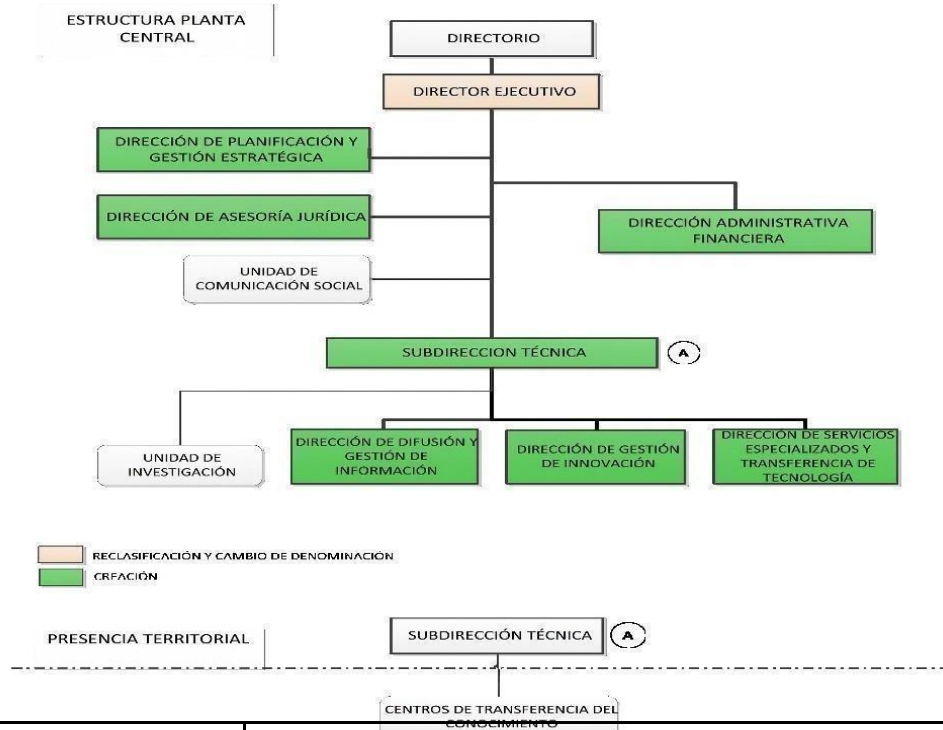 ESTRUCTURA PLANTA
CENTRAL
DIRECTORIO
DIRECTOR EJECUTIVO
DIRECCIÓN DE PLANIFICACIÓN Y
GESTIÓN ESTRATÉGICA
DIRECCIÓN DE ASESORÍA JURÍDICA
DIRECCIÓN ADMINISTRATIVA
FINANCIERA
UNIDAD DE
COMUNICACIÓN SOCIAL
SUBDIRECCION TÉCNICA
A
UNIDAD DE
INVESTIGACIÓN
DIRECCIÓN DE DIFUSIÓN Y
GESTIÓN DE
INFORMACIÓN
DIRECCIÓN DE GESTIÓN
DE INNOVACIÓN
DIRECCIÓN DE SERVICIOS
ESPECIALIZADOS Y
TRANSFERENCIA DE
TECNOLOGÍA
RECLASIFICACIÓN Y CAMBIO DE DENOMINACIÓN
CREACIÓN
PRESENCIA TERRITORIAL
SUBDIRECCIÓN TÉCNICA
A
CENTROS DE TRANSFERENCIA DEL
CONOCIMIENTO